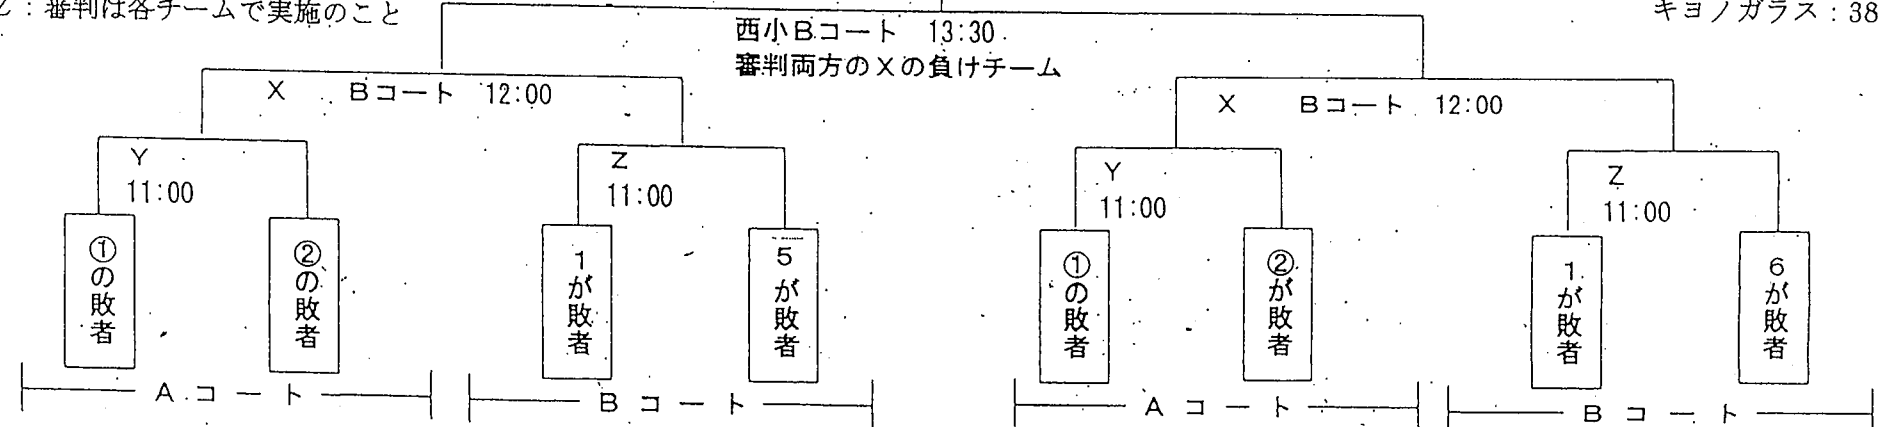 Z：審判は各チームで実施のこと
キヨノガラス：38
西小Bコート 13:30
審判両方のXの負けチーム
X Bコート 12:00
X Bコート 12:00
Y
11:00
Z
11:00
Y
11:00
Z
11:00
①の敗者
②の敗者
1が敗者
5が敗者
①の敗者
②が敗者
1が敗者
6が敗者
Aコート
Bコート
Aコート
Bコート